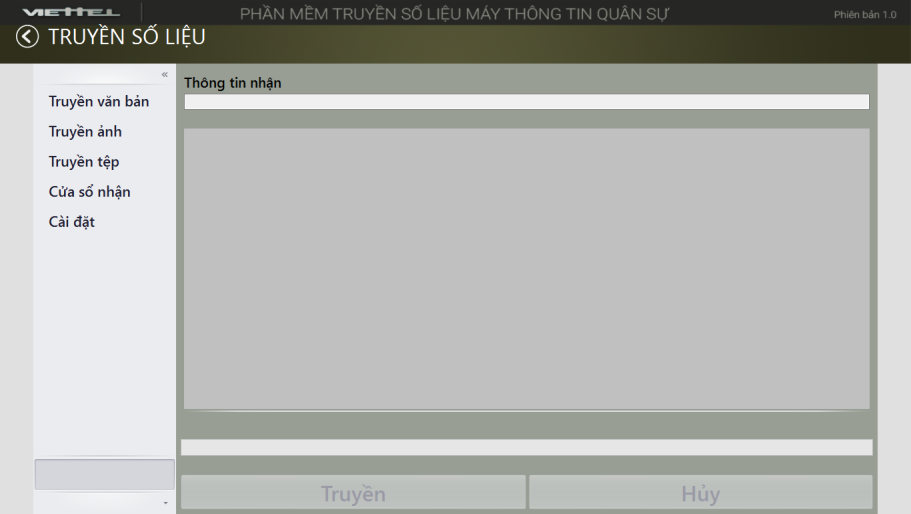 VIETTEL
PHẦN MỀM TRUYỀN SỐ LIỆU MÁY THÔNG TIN QUÂN SỰ
Phiên bản 1.0
TRUYỀN SỐ LIỆU
«
Thông tin nhận
Truyền văn bản
Truyền ảnh
Truyền tệp
Cửa sổ nhận
Cài đặt
Truyền
Hủy